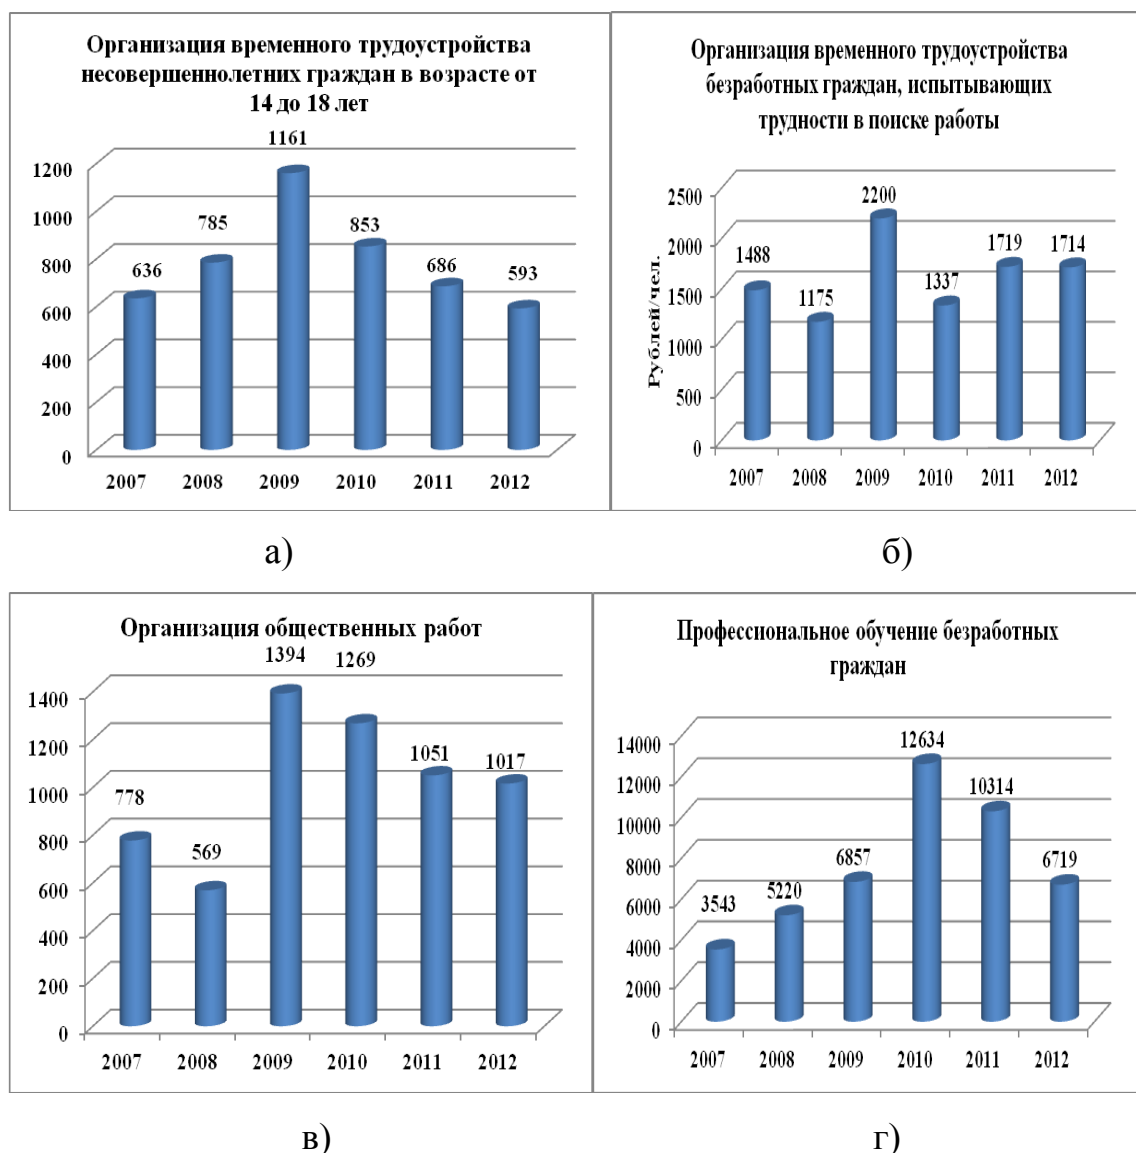 Организация временного трудоустройства
несовершеннолетних граждан в возрасте от
14 до 18 лет
1161
1200
1000
785
853
800
636
686
593
600
400
200
0
2007 2008 2009 2010 2011 2012
а)
Организация временного трудоустройства
безработных граждан, испытывающих
трудности в поиске работы
Рублей/чел.
2500
2200
2000
1719 1714
1488
1337
1500
1175
1000
500
0
2007 2008 2009 2010 2011 2012
б)
Организация общественных работ
1394 1269
1400
1200
1051 1017
1000
778
800
569
600
400
200
0
2007 2008 2009 2010 2011 2012
в)
Профессиональное обучение безработных
граждан
14000
12634
12000
10314
10000
8000
6857
6719
6000
5220
3543
4000
2000
0
2007 2008 2009 2010 2011 2012
г)